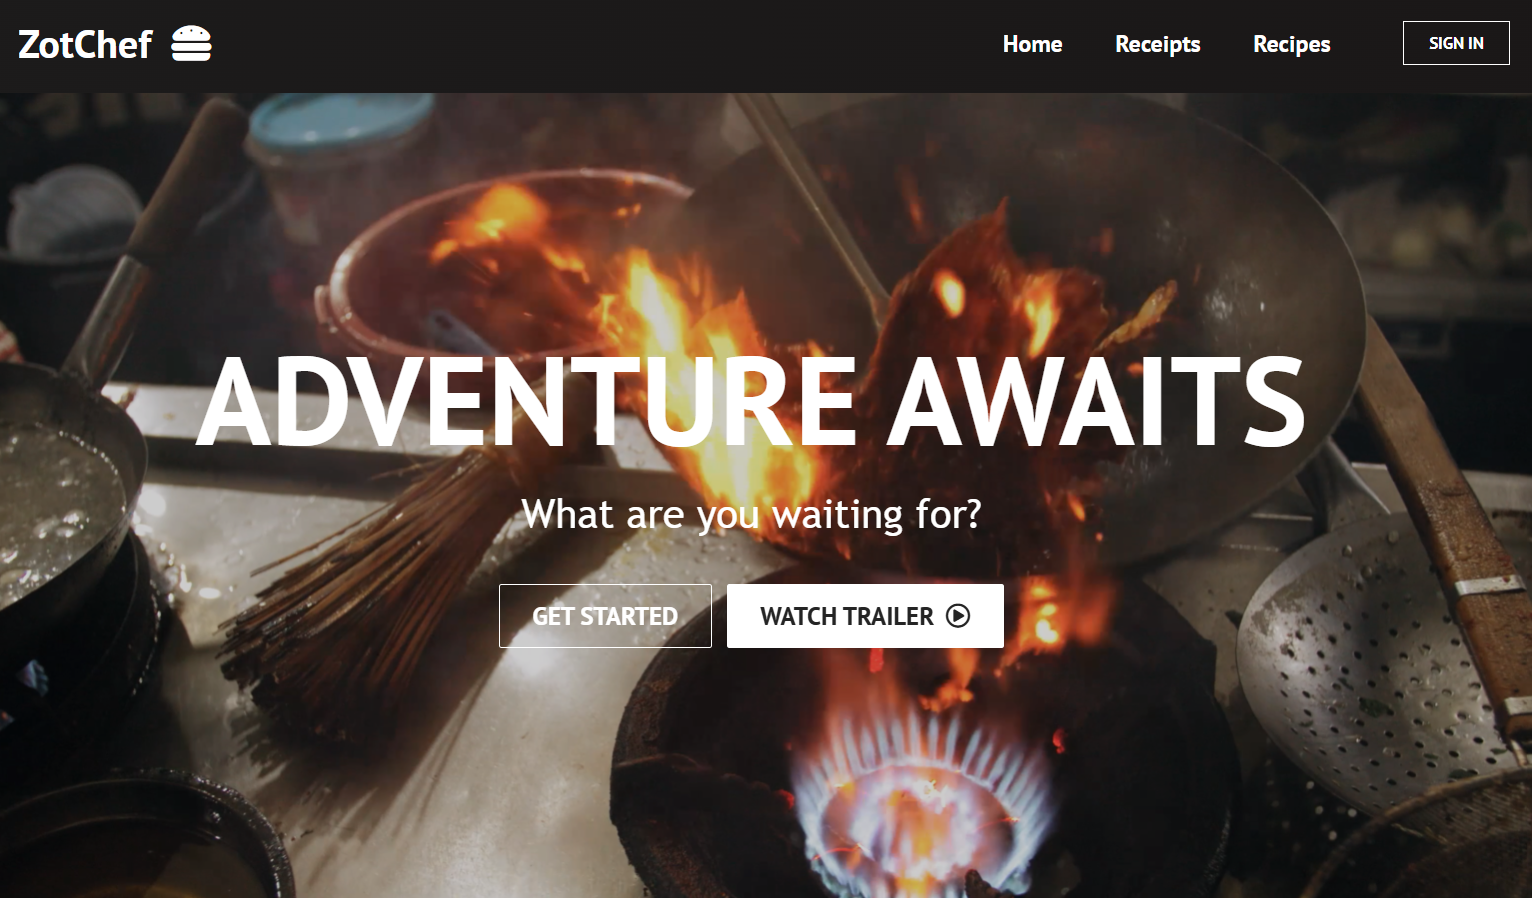 ZotChef
Home Receipts Recipes SIGN IN
ADVENTURE AWAITS
What are you waiting for?
GET STARTED WATCH TRAILER